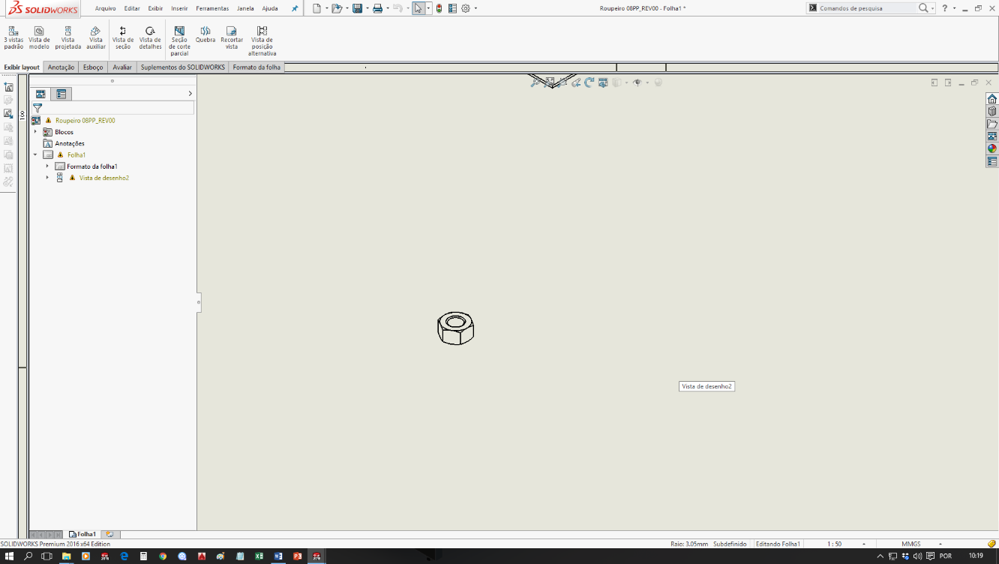 SOLIDWORKS
Arquivo Editar Exibir Inserir Ferramentas Janela Ajuda
Roupeiro 08PP_REV00 - Folha1 *
Comandos de pesquisa
?
3 vistas padrão
Vista de modelo
Vista projetada
Vista auxiliar
Vista de seção
Vista de detalhes
Seção de corte parcial
Quebra
Recortar vista
Vista de posição alternativa
Exibir layout Anotação Esboço Avaliar Suplementos do SOLIDWORKS Formato da folha
100
Roupeiro 08PP_REV00
Blocos
Anotações
Folha1
Formato da folha1
Vista de desenho2
Vista de desenho2
Folha1
SOLIDWORKS Premium 2016 x64 Edition
Raio: 3.05mm Subdefinido Editando Folha1 1 : 50 MMGS
POR 10:19